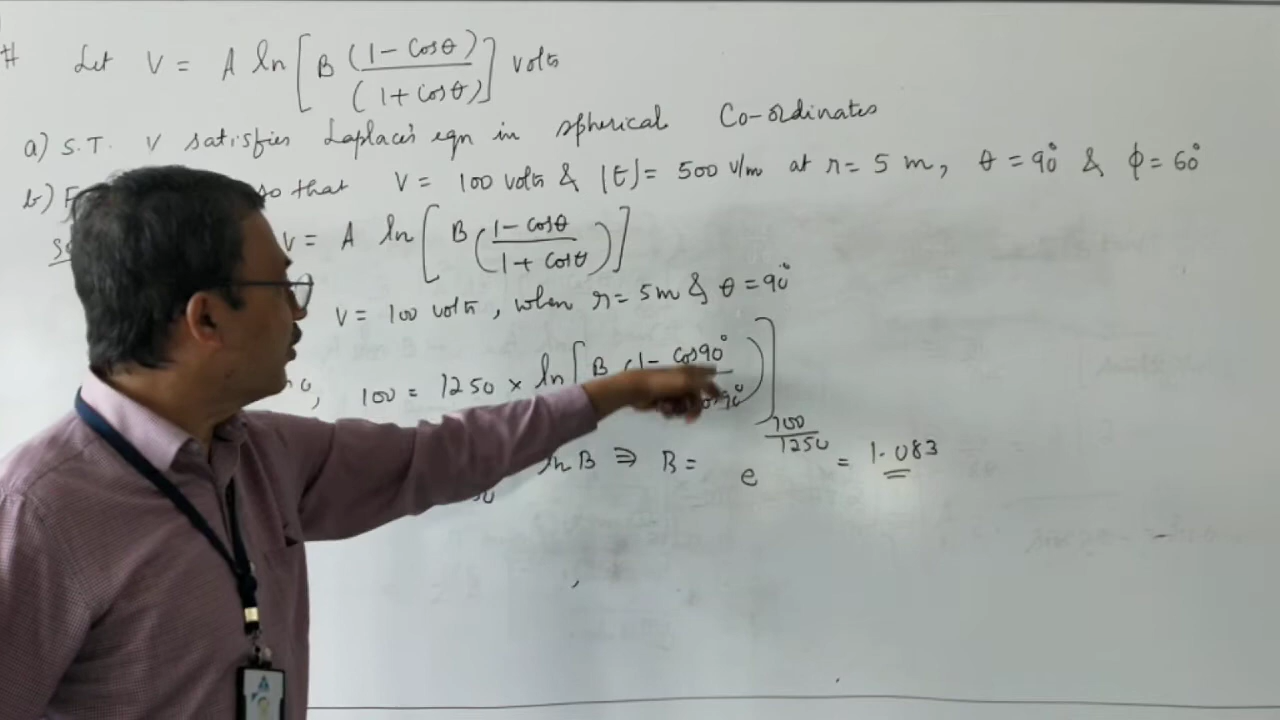 # Let V = A ln [ B (1 - Cosθ) / (1 + Cosθ) ] volts
a) S.T. V satisfies Laplace's eqn in spherical Co-ordinates
b) so that V = 100 volts & |E| = 500 V/m at r = 5 m, θ = 90° & φ = 60°
V = A ln [ B ( 1 - cosθ / 1 + cosθ ) ]
V = 100 volts, when r = 5m & θ = 90°
100 = 1250 × ln [ B (1 - cos90° / cos90° ) ]
ln B ⇒ B = e^(100/1250) = 1.083